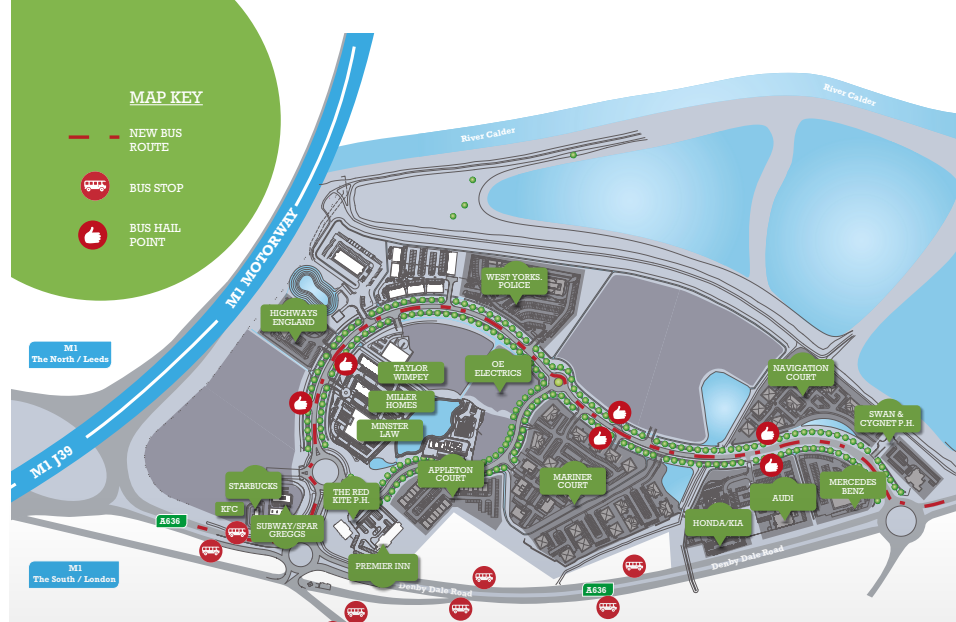 MAP KEY
NEW BUS
ROUTE
BUS STOP
BUS HAIL
POINT
River Calder
River Calder
M1 MOTORWAY
WEST YORKS.
POLICE
HIGHWAYS
ENGLAND
M1
The North / Leeds
TAYLOR
WIMPEY
OE
ELECTRICS
NAVIGATION
COURT
MILLER
HOMES
MINSTER
LAW
SWAN &
CYGNET P.H.
M1 J39
APPLETON
COURT
MARINER
COURT
STARBUCKS
THE RED
KITE P.H.
MERCEDES
BENZ
AUDI
KFC
A636
SUBWAY/SPAR
GREGGS
HONDA/KIA
PREMIER INN
M1
The South / London
Denby Dale Road
A636
Denby Dale Road